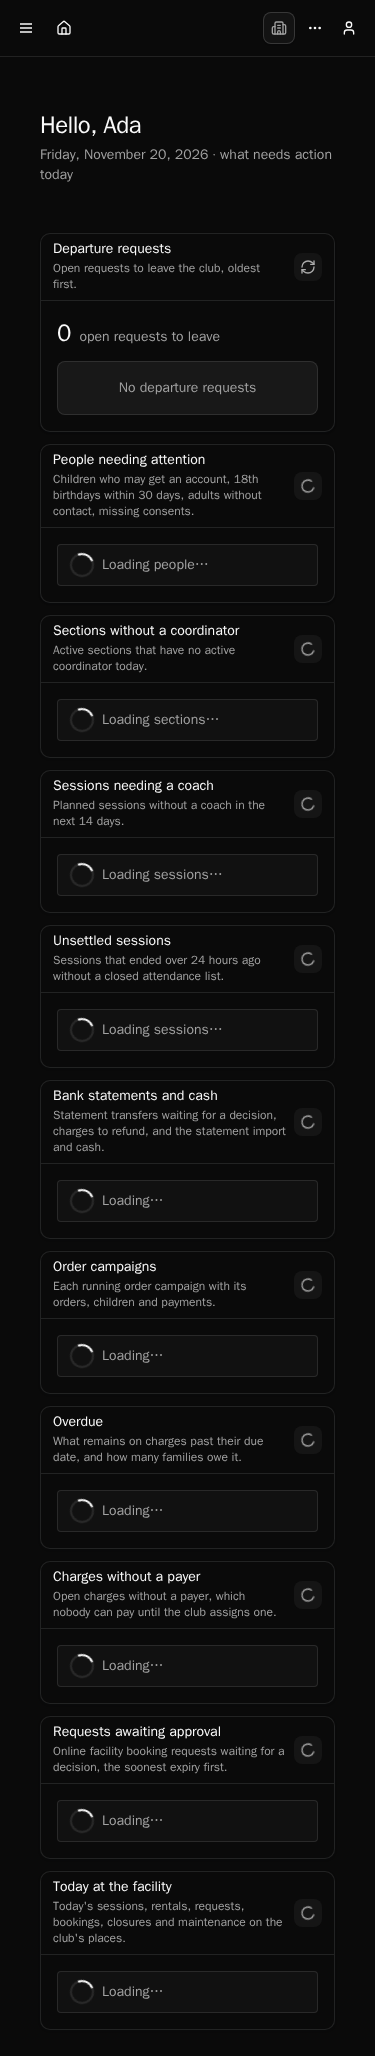 Hello, Ada
Friday, November 20, 2026 · what needs action
today
Departure requests
Open requests to leave the club, oldest
first.
0 open requests to leave
No departure requests
People needing attention
Children who may get an account, 18th
birthdays within 30 days, adults without
contact, missing consents.
Loading people…
Sections without a coordinator
Active sections that have no active
coordinator today.
Loading sections…
Sessions needing a coach
Planned sessions without a coach in the
next 14 days.
Loading sessions…
Unsettled sessions
Sessions that ended over 24 hours ago
without a closed attendance list.
Loading sessions…
Bank statements and cash
Statement transfers waiting for a decision,
charges to refund, and the statement import
and cash.
Loading…
Order campaigns
Each running order campaign with its
orders, children and payments.
Loading…
Overdue
What remains on charges past their due
date, and how many families owe it.
Loading…
Charges without a payer
Open charges without a payer, which
nobody can pay until the club assigns one.
Loading…
Requests awaiting approval
Online facility booking requests waiting for a
decision, the soonest expiry first.
Loading…
Today at the facility
Today's sessions, rentals, requests,
bookings, closures and maintenance on the
club's places.
Loading…